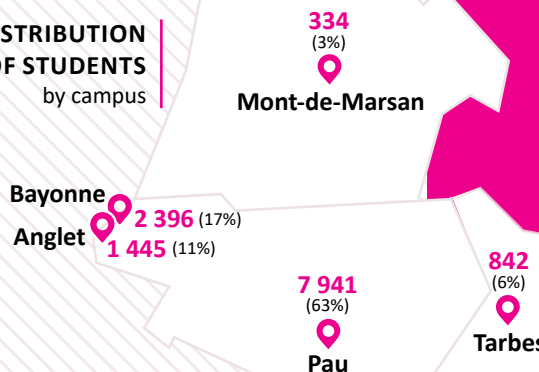 STRIBUTION
OF STUDENTS
by campus
334
(3%)
Mont-de-Marsan
Bayonne
2 396 (17%)
Anglet
1 445 (11%)
7 941
(63%)
Pau
842
(6%)
Tarbes